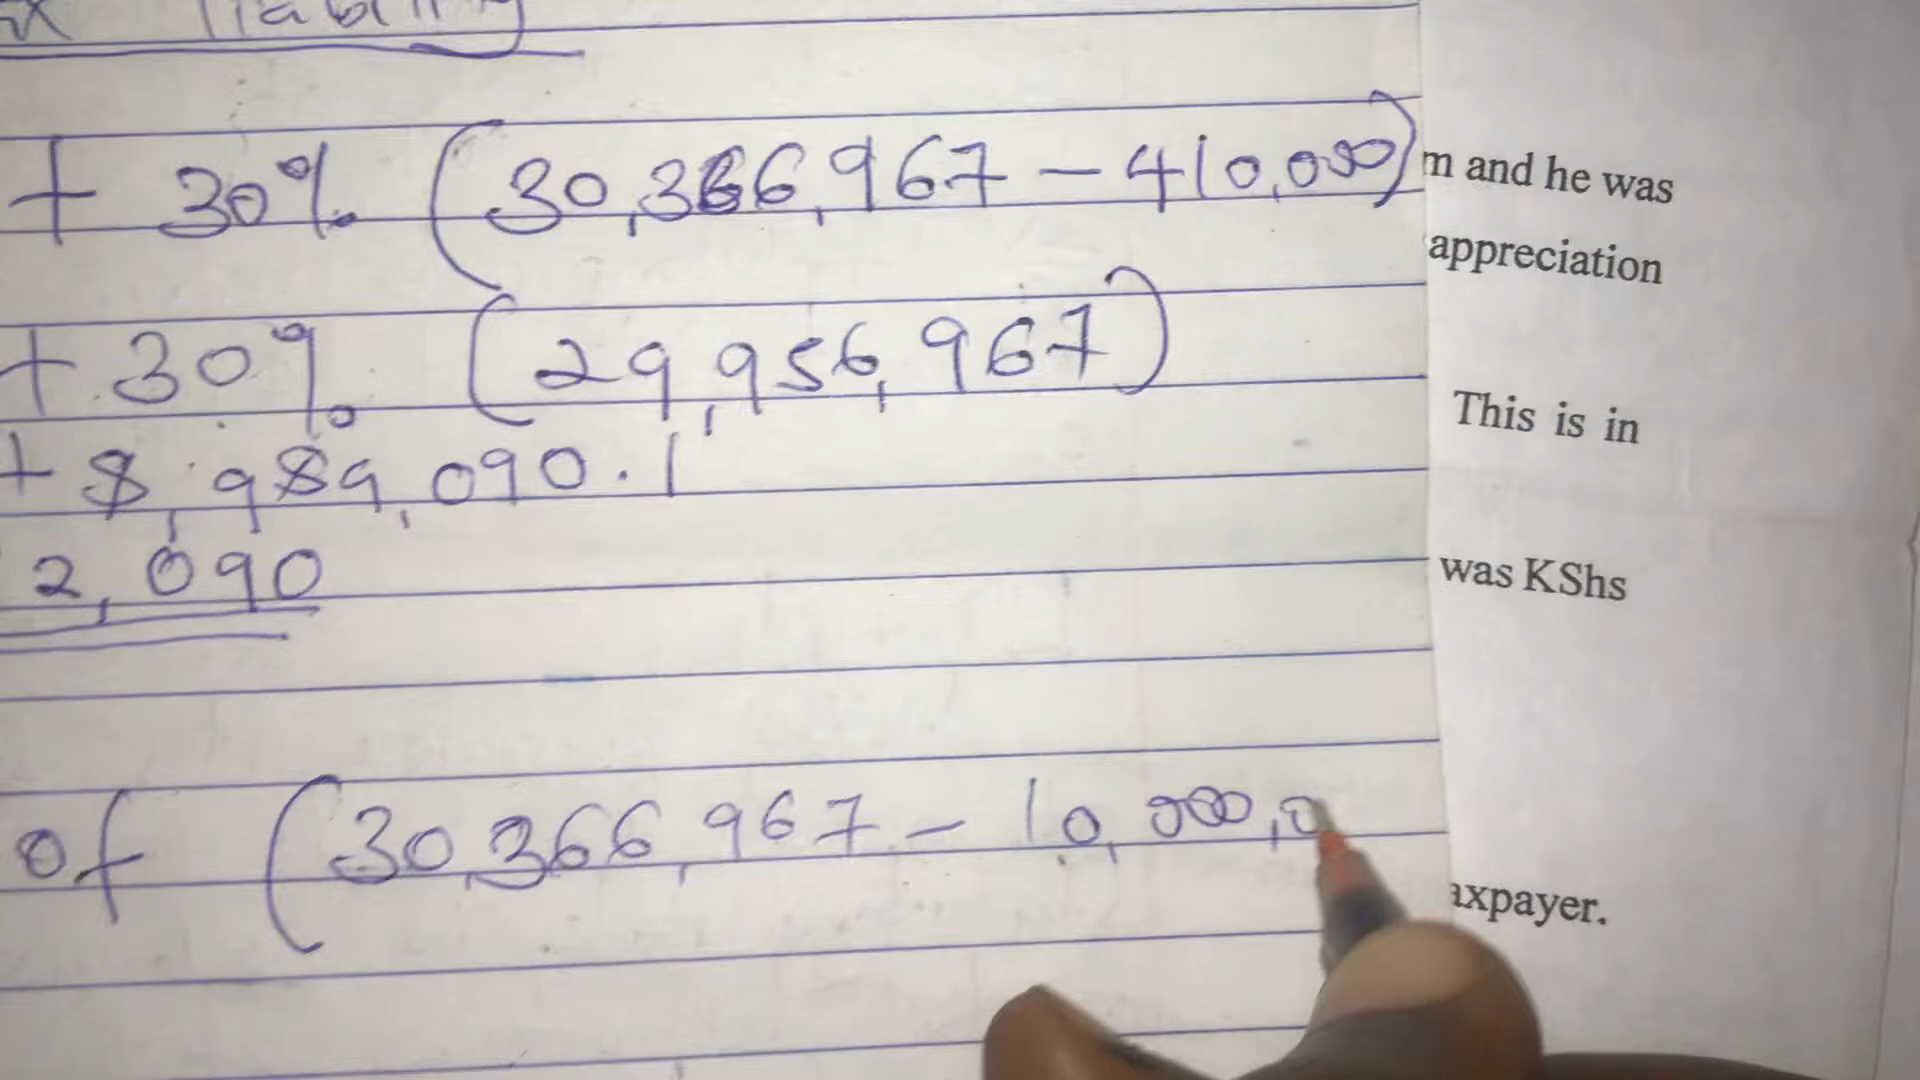 liability
+ 30% (30,366,967 - 410,000)
m and he was
appreciation
+ 30% (29,956,967)
This is in
+ 8,989,090.1
2,090
was KShs
of (30,366,967 - 10,000,0
axpayer.